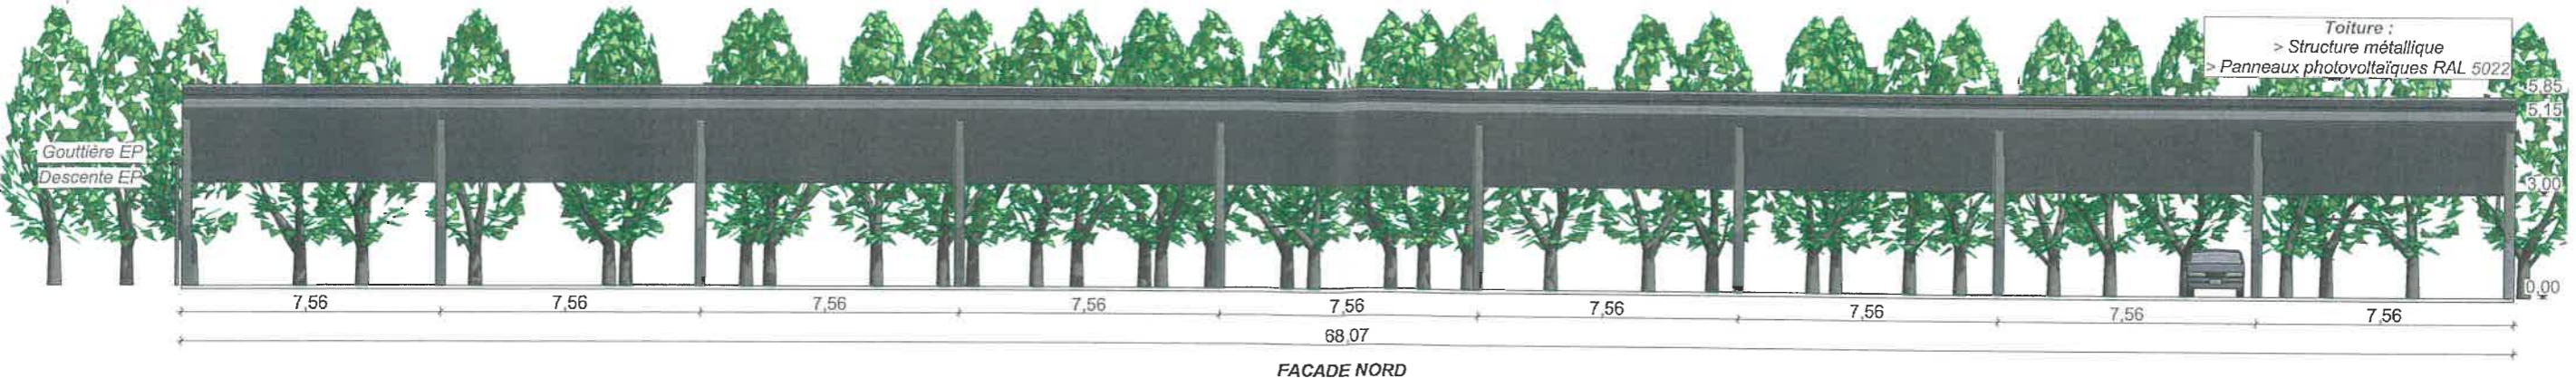 Toiture :
> Structure métallique
> Panneaux photovoltaïques RAL 5022
5,85
5,15
Gouttière EP
Descente EP
3,00
0,00
7,56 7,56 7,56 7,56 7,56 7,56 7,56 7,56 7,56
68,07
FACADE NORD